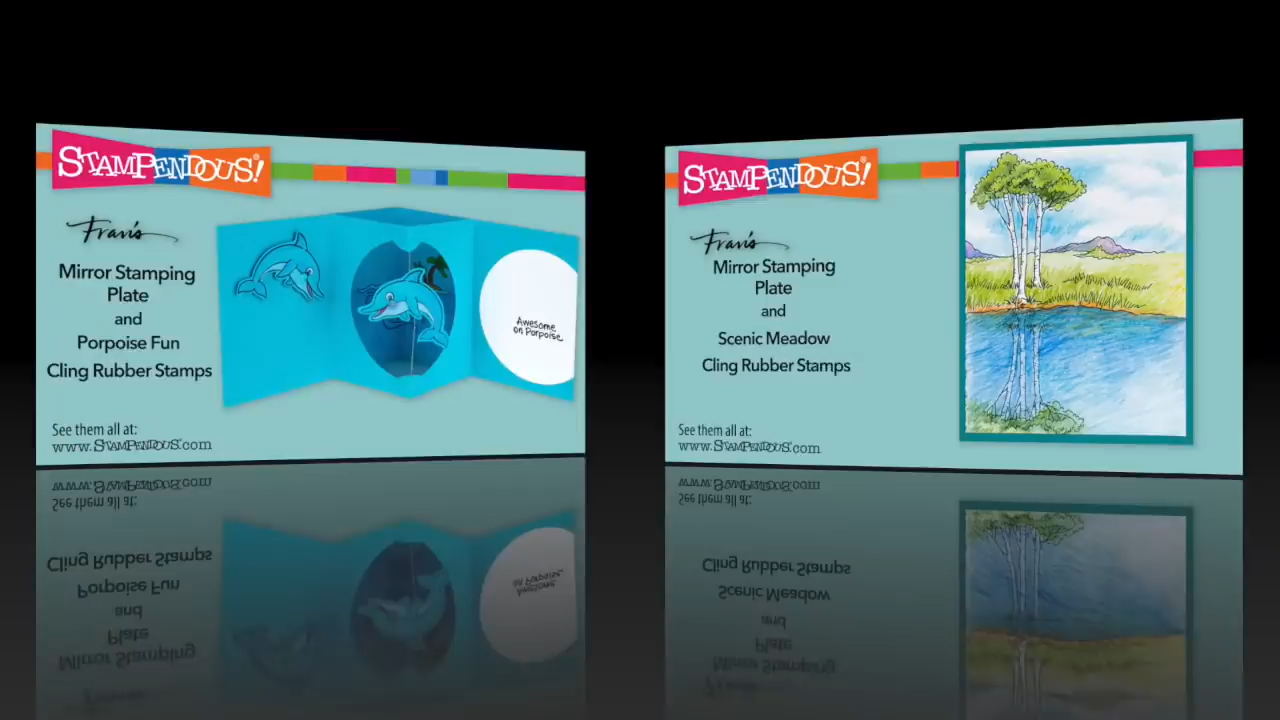 STAMPENDOUS!®
Fran's
Mirror Stamping
Plate
and
Porpoise Fun
Cling Rubber Stamps
See them all at:
www.STAMPENDOUS.com
Awesome
on Porpoise
STAMPENDOUS!®
Fran's
Mirror Stamping
Plate
and
Scenic Meadow
Cling Rubber Stamps
See them all at:
www.STAMPENDOUS.com